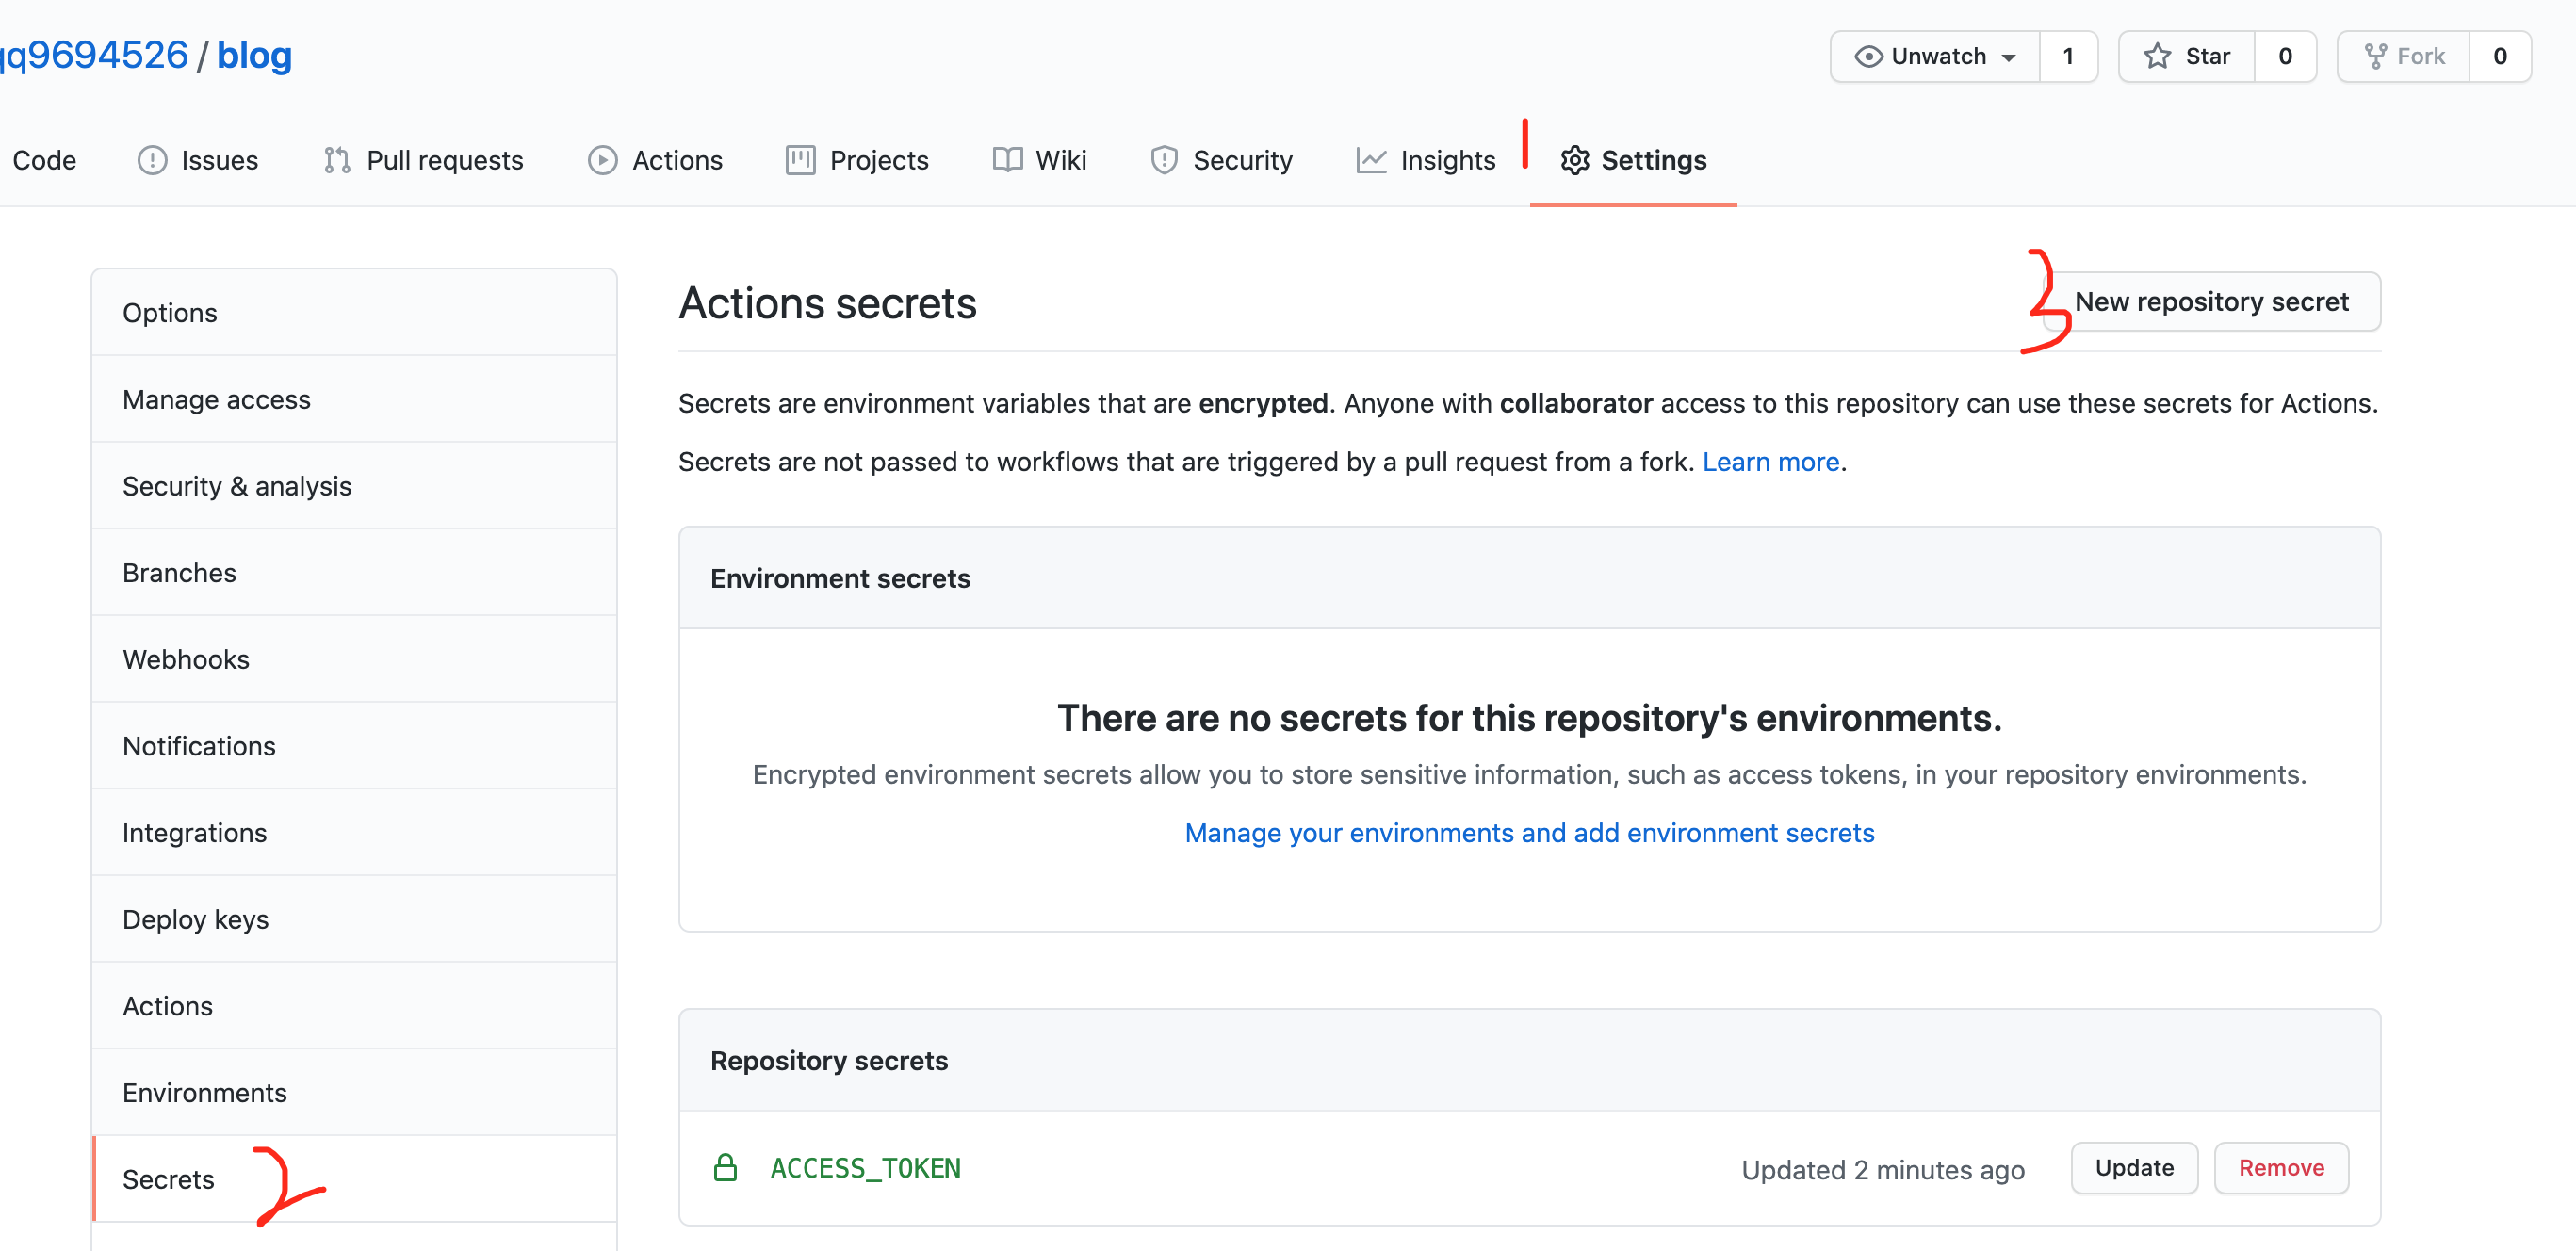 qq9694526 / blog
Unwatch 1 Star 0 Fork 0
Code Issues Pull requests Actions Projects Wiki Security Insights 1 Settings
Options
Manage access
Security & analysis
Branches
Webhooks
Notifications
Integrations
Deploy keys
Actions
Environments
Secrets 2
Actions secrets
3 New repository secret
Secrets are environment variables that are encrypted. Anyone with collaborator access to this repository can use these secrets for Actions.
Secrets are not passed to workflows that are triggered by a pull request from a fork. Learn more.
Environment secrets
There are no secrets for this repository's environments.
Encrypted environment secrets allow you to store sensitive information, such as access tokens, in your repository environments.
Manage your environments and add environment secrets
Repository secrets
ACCESS_TOKEN Updated 2 minutes ago Update Remove